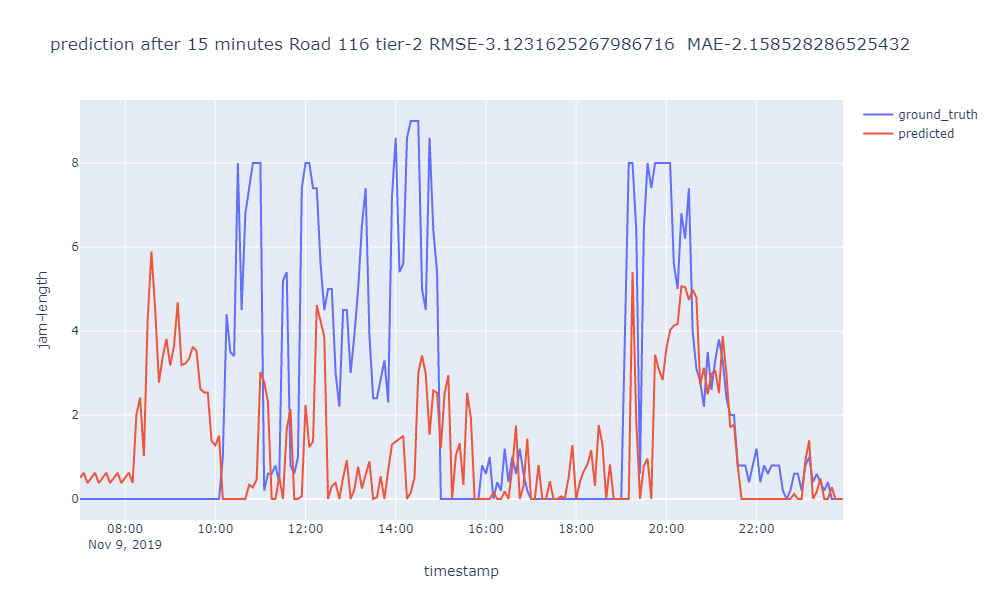 prediction after 15 minutes Road 116 tier-2 RMSE-3.1231625267986716  MAE-2.158528286525432
ground_truth
predicted
8
6
4
2
0
jam-length
08:00 10:00 12:00 14:00 16:00 18:00 20:00 22:00
Nov 9, 2019
timestamp